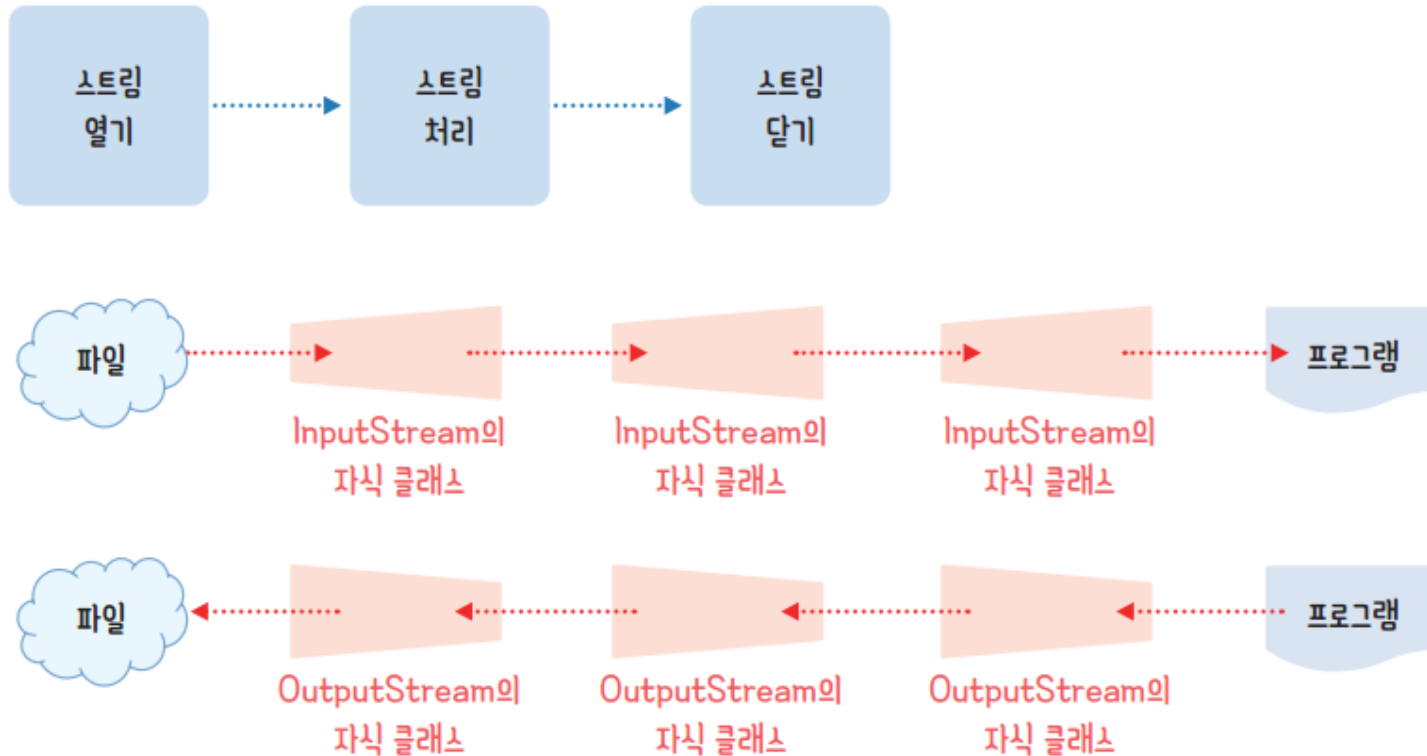 스트림
열기
스트림
처리
스트림
닫기
파일
InputStream의
자식 클래스
InputStream의
자식 클래스
InputStream의
자식 클래스
프로그램
파일
OutputStream의
자식 클래스
OutputStream의
자식 클래스
OutputStream의
자식 클래스
프로그램